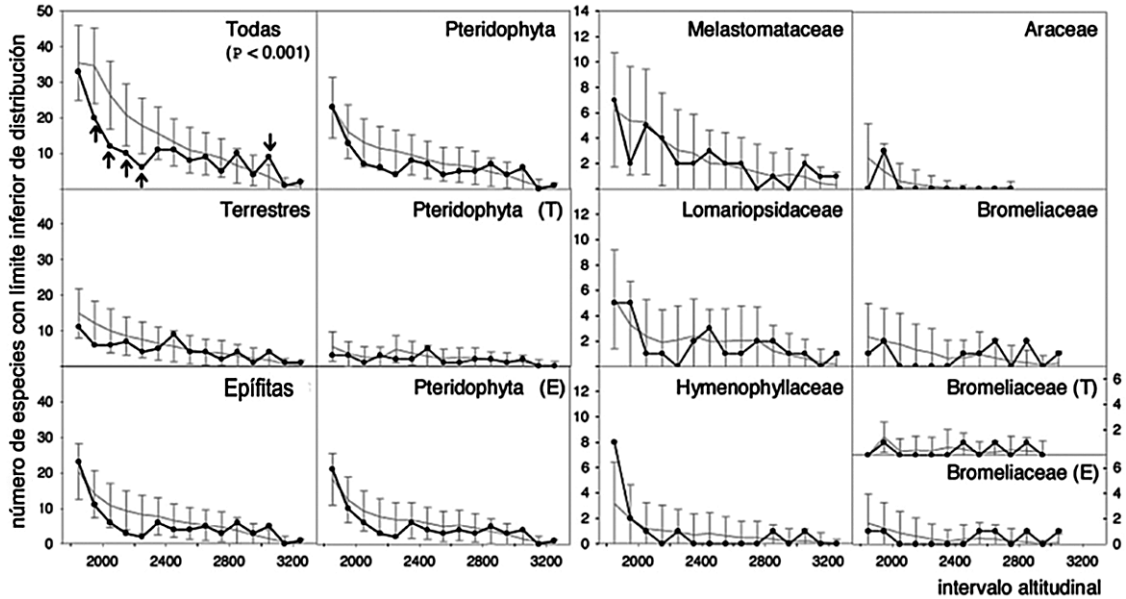 número de especies con límite inferior de distribución
50
40
30
20
10
Todas
(P < 0.001)
Pteridophyta
14
12
10
8
6
4
2
Melastomataceae
Araceae
40
30
20
10
Terrestres
Pteridophyta (T)
12
10
8
6
4
2
Lomariopsidaceae
Bromeliaceae
40
30
20
10
0
Epífitas
Pteridophyta (E)
12
10
8
6
4
2
0
Hymenophyllaceae
Bromeliaceae (T)
6
2
Bromeliaceae (E)
6
4
2
0
2000 2400 2800 3200
2000 2400 2800 3200
2000 2400 2800 3200
2000 2400 2800 3200
intervalo altitudinal